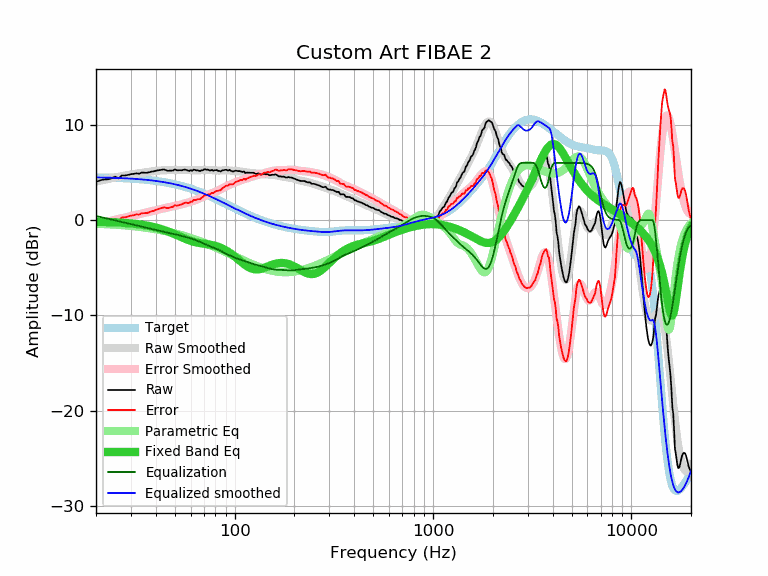 Custom Art FIBAE 2
10
0
−10
−20
−30
Amplitude (dBr)
Target
Raw Smoothed
Error Smoothed
Raw
Error
Parametric Eq
Fixed Band Eq
Equalization
Equalized smoothed
100
1000
10000
Frequency (Hz)